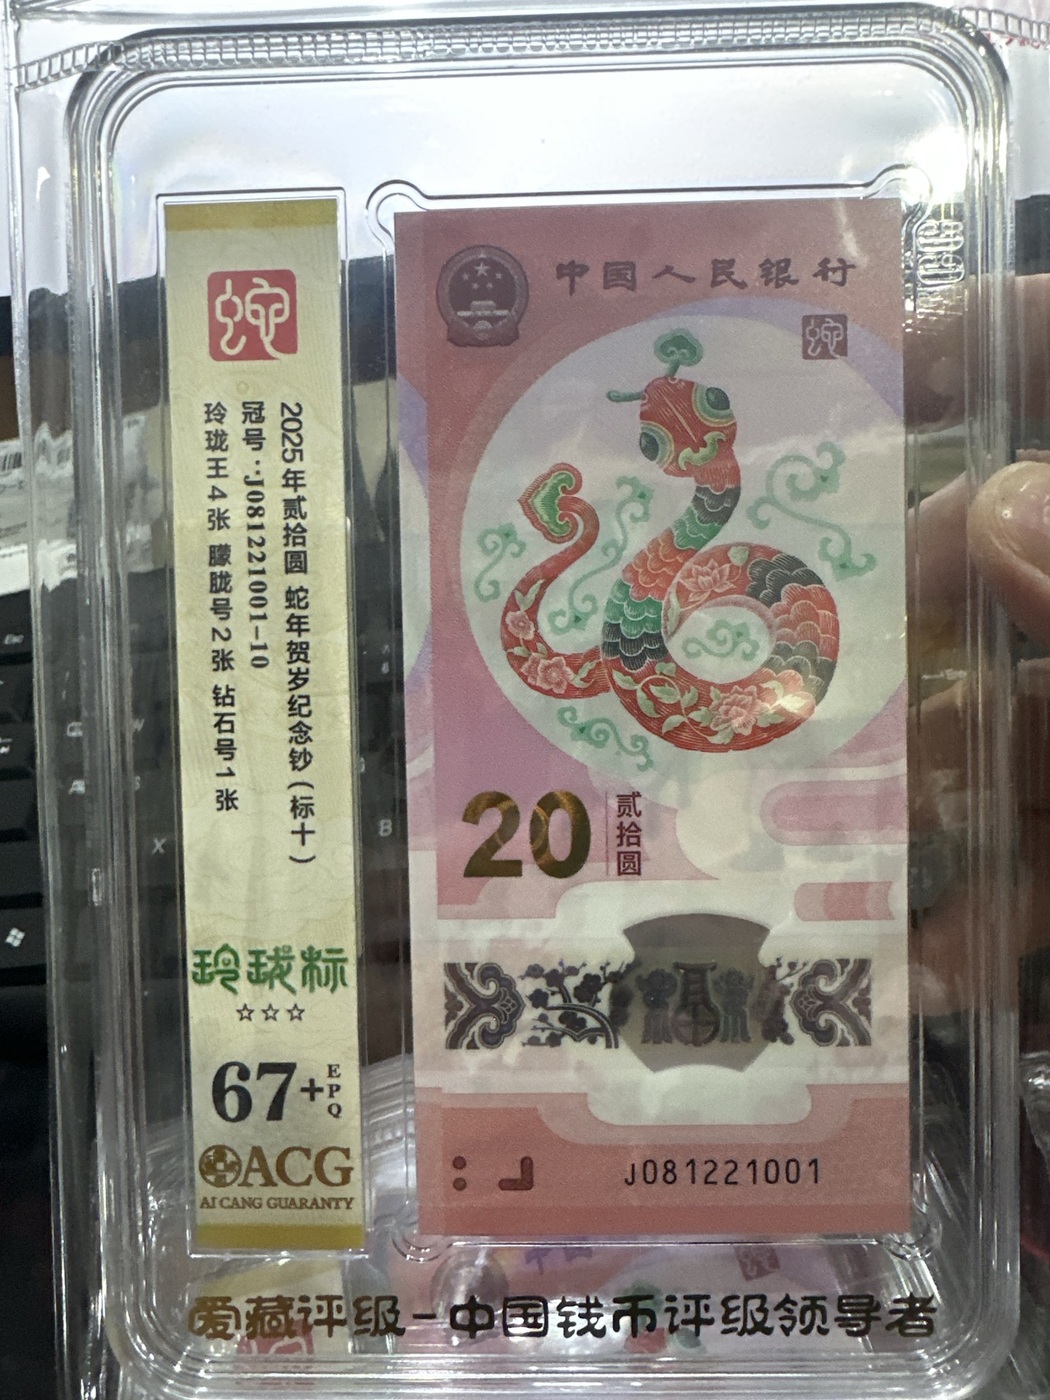 蛇
2025年贰拾圆 蛇年贺岁纪念钞(标十)
冠号:J081221001-10
玲珑王4张 朦胧号2张 钻石号1张
玲珑标
☆☆☆
67+EPQ
ACG
AI CANG GUARANTY
中国人民银行
蛇
20 贰拾圆
J081221001
爱藏评级-中国钱币评级领导者
Esc
X
B